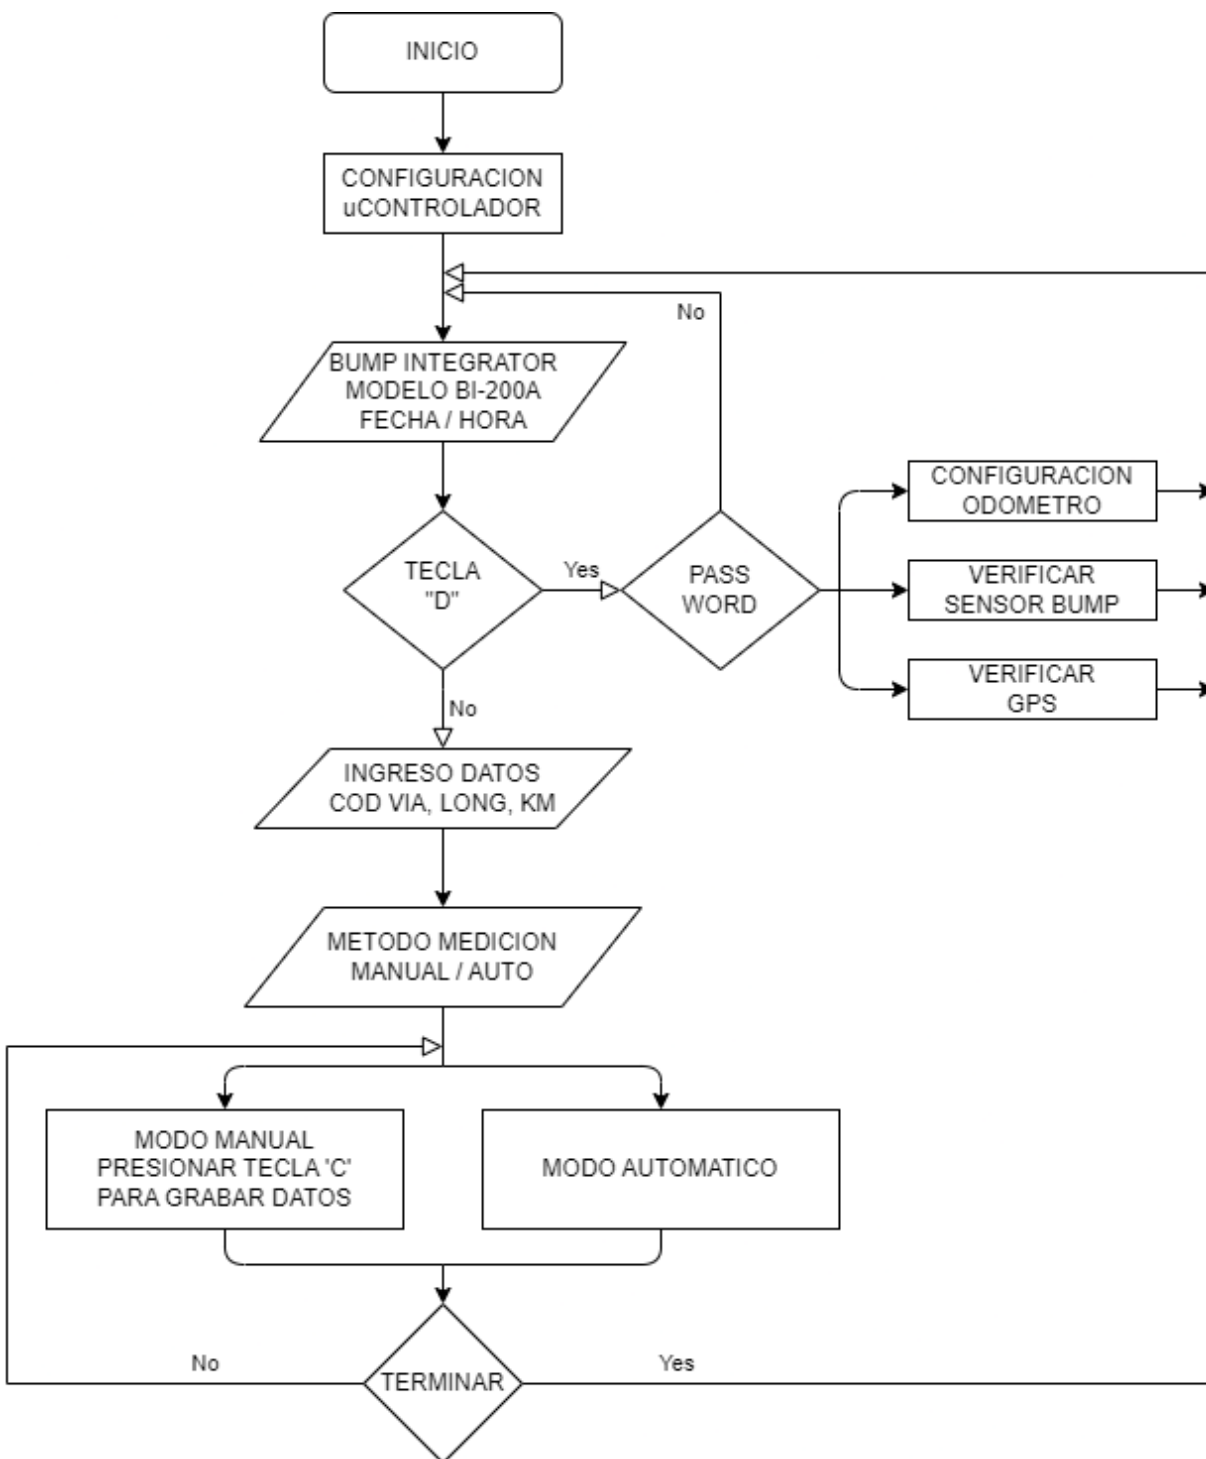 INICIO
CONFIGURACION
uCONTROLADOR
No
BUMP INTEGRATOR
MODELO BI-200A
FECHA / HORA
TECLA
"D"
Yes
PASS
WORD
CONFIGURACION
ODOMETRO
VERIFICAR
SENSOR BUMP
VERIFICAR
GPS
No
INGRESO DATOS
COD VIA, LONG, KM
METODO MEDICION
MANUAL / AUTO
MODO MANUAL
PRESIONAR TECLA 'C'
PARA GRABAR DATOS
MODO AUTOMATICO
No
TERMINAR
Yes